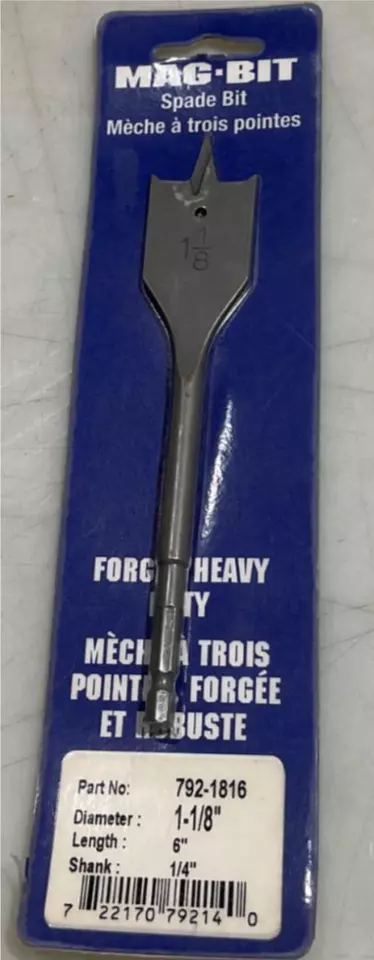 MAG·BIT
Spade Bit
Mèche à trois pointes
1 1/8
HEAVY
TROIS
FORGÉE
ET
Part No: 792-1816
Diameter : 1-1/8"
Length : 6"
Shank : 1/4"
7 22170 79214 0